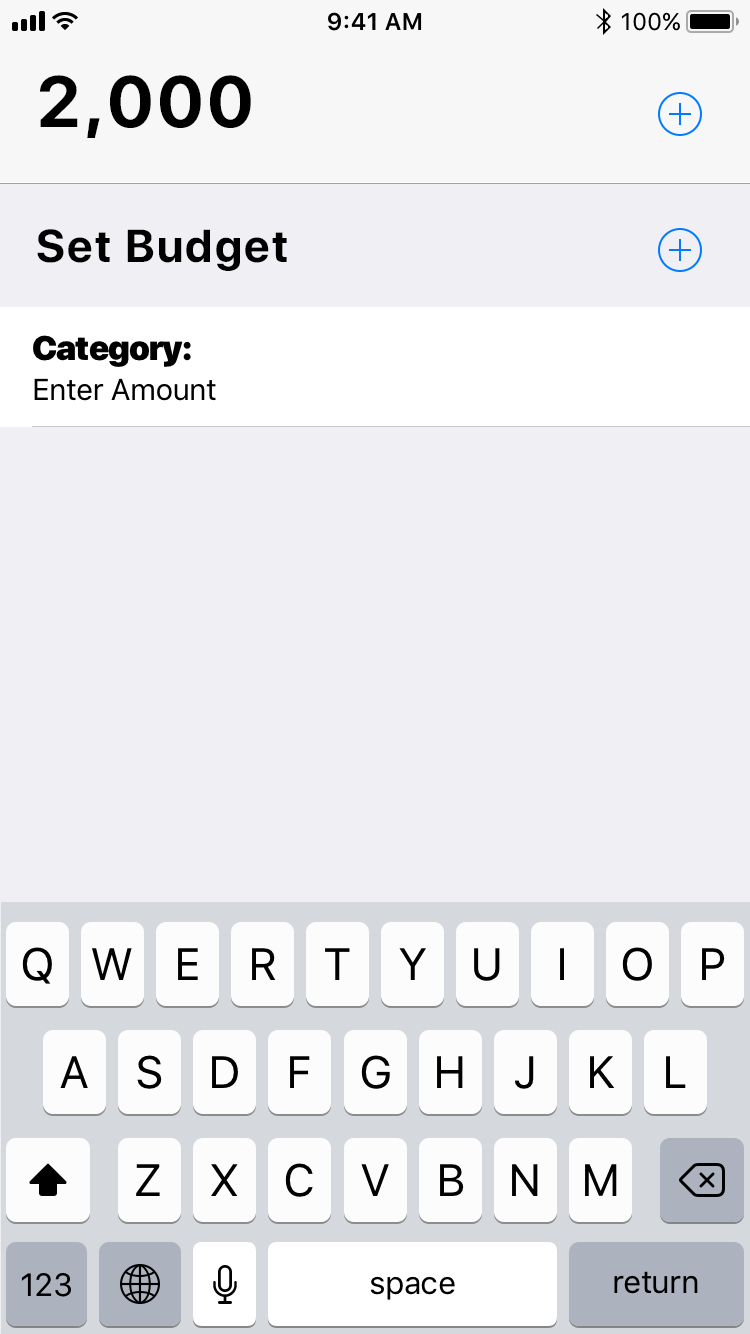 9:41 AM 100%
2,000
Set Budget
Category:
Enter Amount
Q W E R T Y U I O P
A S D F G H J K L
Z X C V B N M
123 space return